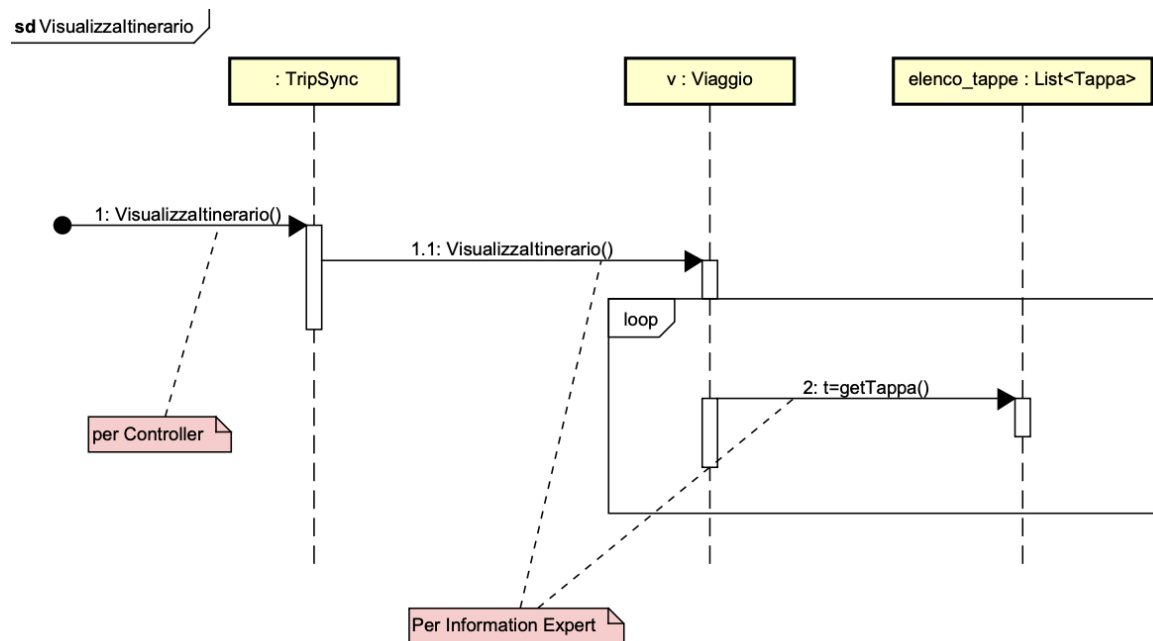 sd VisualizzaItinerario
: TripSync
v : Viaggio
elenco_tappe : List<Tappa>
1: VisualizzaItinerario()
1.1: VisualizzaItinerario()
loop
2: t=getTappa()
per Controller
Per Information Expert